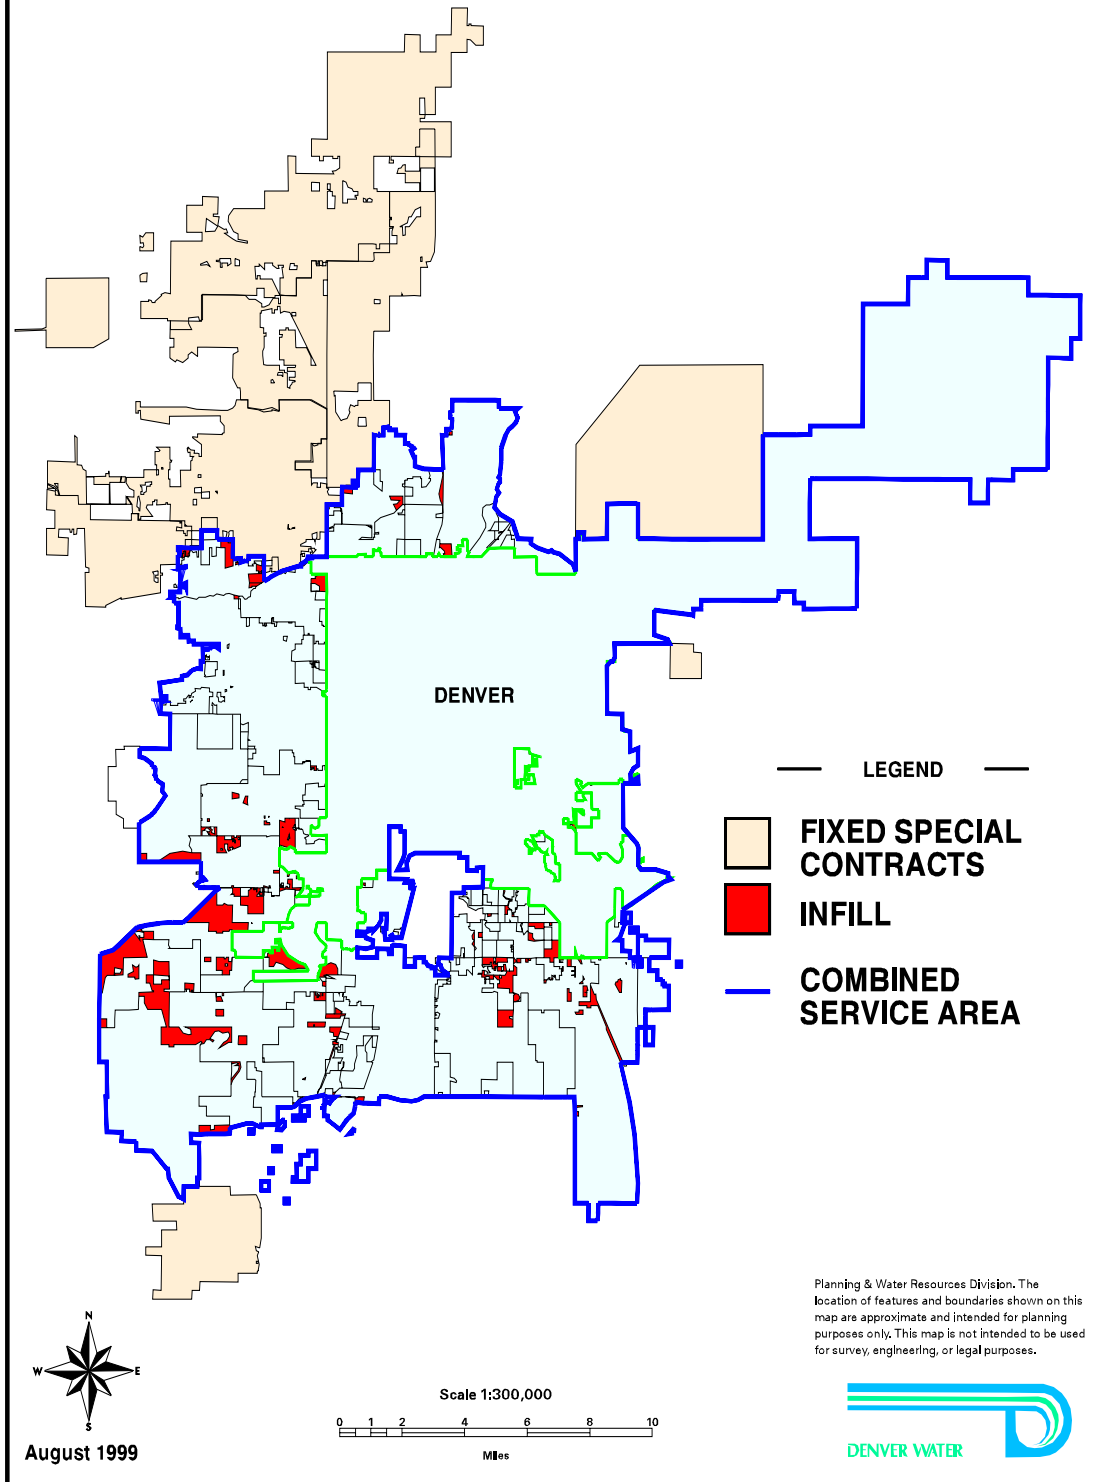 DENVER
LEGEND
FIXED SPECIAL
CONTRACTS
INFILL
COMBINED
SERVICE AREA
Planning & Water Resources Division. The
location of features and boundaries shown on this
map are approximate and intended for planning
purposes only. This map is not intended to be used
for survey, engineering, or legal purposes.
N
W E
S
August 1999
Scale 1:300,000
0 1 2 4 6 8 10
Miles
DENVER WATER